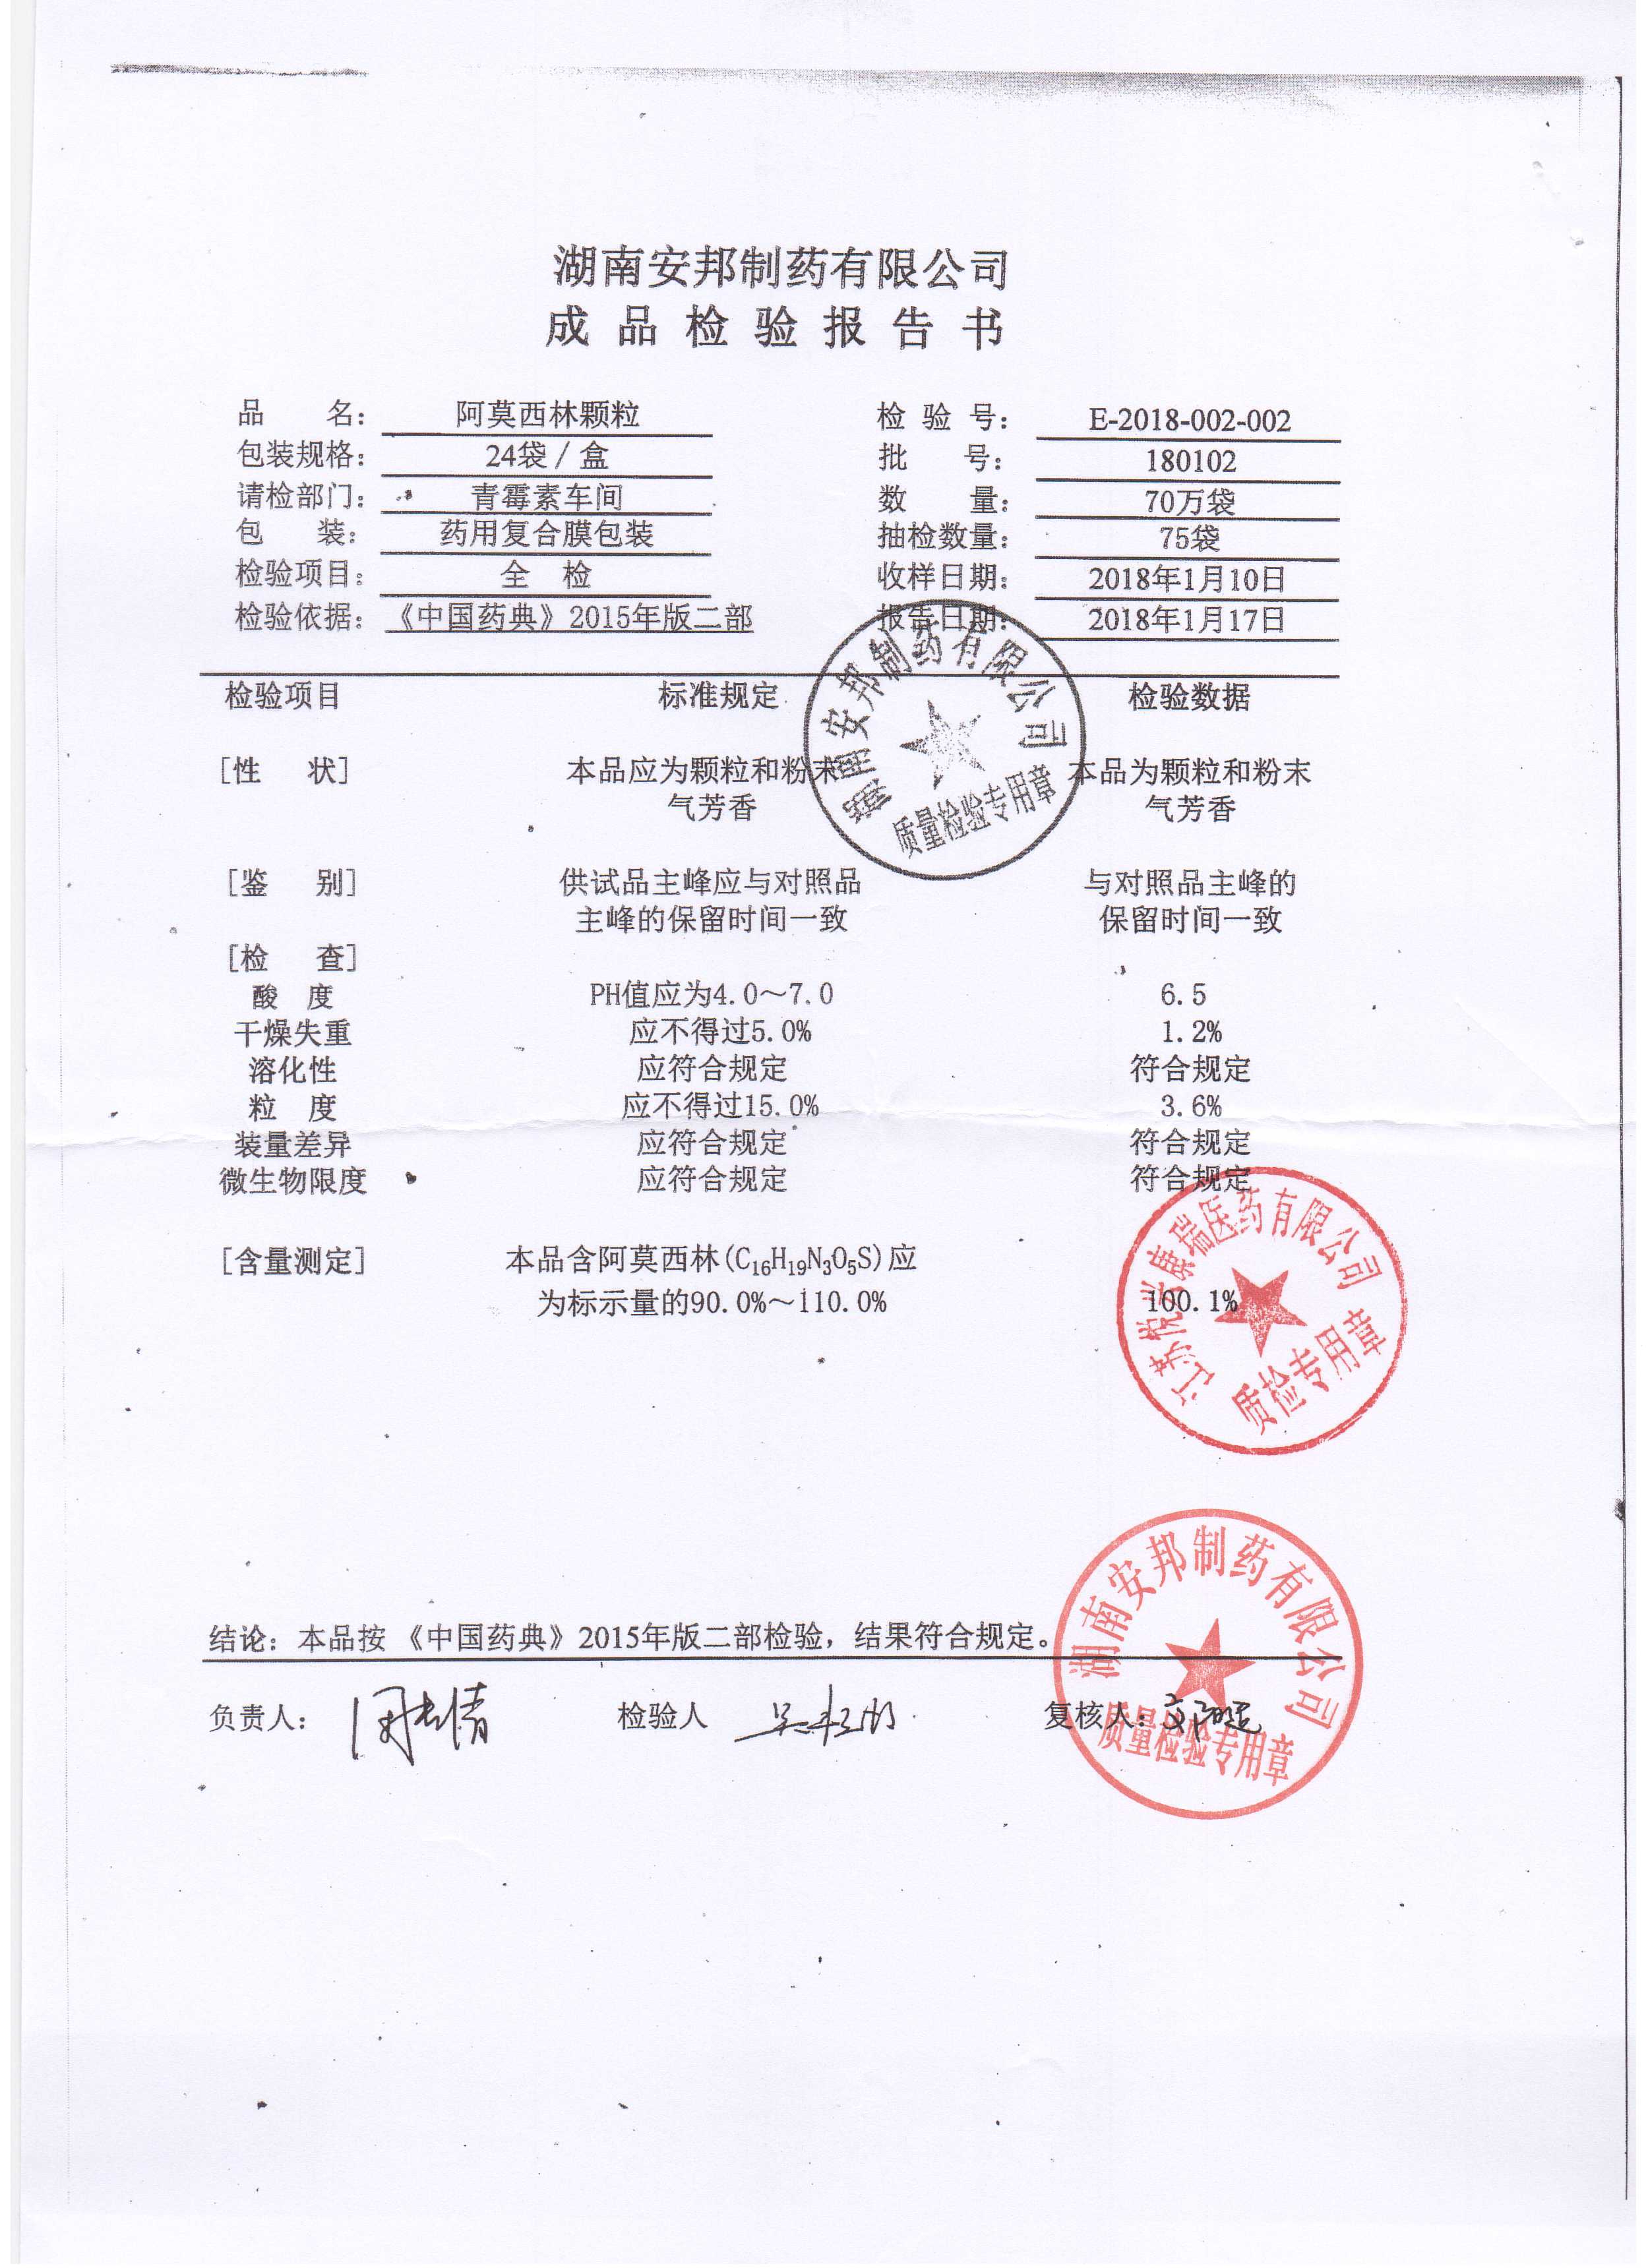 湖南安邦制药有限公司
成品检验报告书
品 名： 阿莫西林颗粒 检 验 号： E-2018-002-002
包装规格： 24袋／盒 批 号： 180102
请检部门： 青霉素车间 数 量： 70万袋
包 装： 药用复合膜包装 抽检数量： 75袋
检验项目： 全 检 收样日期： 2018年1月10日
检验依据： 《中国药典》2015年版二部 报告日期： 2018年1月17日
湖南安邦制药有限公司
质量检验专用章
检验项目 标准规定 检验数据
[性 状] 本品应为颗粒和粉末 本品为颗粒和粉末
气芳香 气芳香
[鉴 别] 供试品主峰应与对照品 与对照品主峰的
主峰的保留时间一致 保留时间一致
[检 查]
酸 度 PH值应为4.0～7.0 6.5
干燥失重 应不得过5.0% 1.2%
溶化性 应符合规定 符合规定
粒 度 应不得过15.0% 3.6%
装量差异 应符合规定 符合规定
微生物限度 应符合规定 符合规定
[含量测定] 本品含阿莫西林(C₁₆H₁₉N₃O₅S)应
为标示量的90.0%～110.0% 100.1%
康瑞医药有限公司
质检专用章
结论：本品按《中国药典》2015年版二部检验，结果符合规定。
负责人： 检验人 复核人：
湖南安邦制药有限公司
质量检验专用章